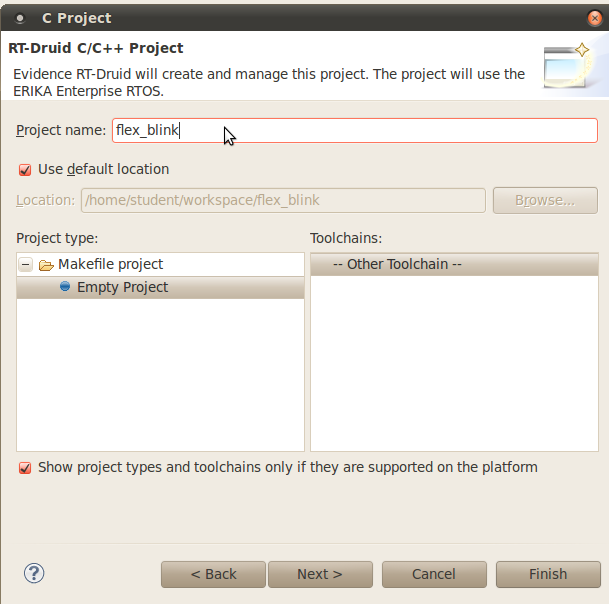 C Project
RT-Druid C/C++ Project
Evidence RT-Druid will create and manage this project. The project will use the
ERIKA Enterprise RTOS.
Project name: flex_blink
Use default location
Location: /home/student/workspace/flex_blink Browse...
Project type: Toolchains:
Makefile project -- Other Toolchain --
Empty Project
Show project types and toolchains only if they are supported on the platform
? < Back Next > Cancel Finish